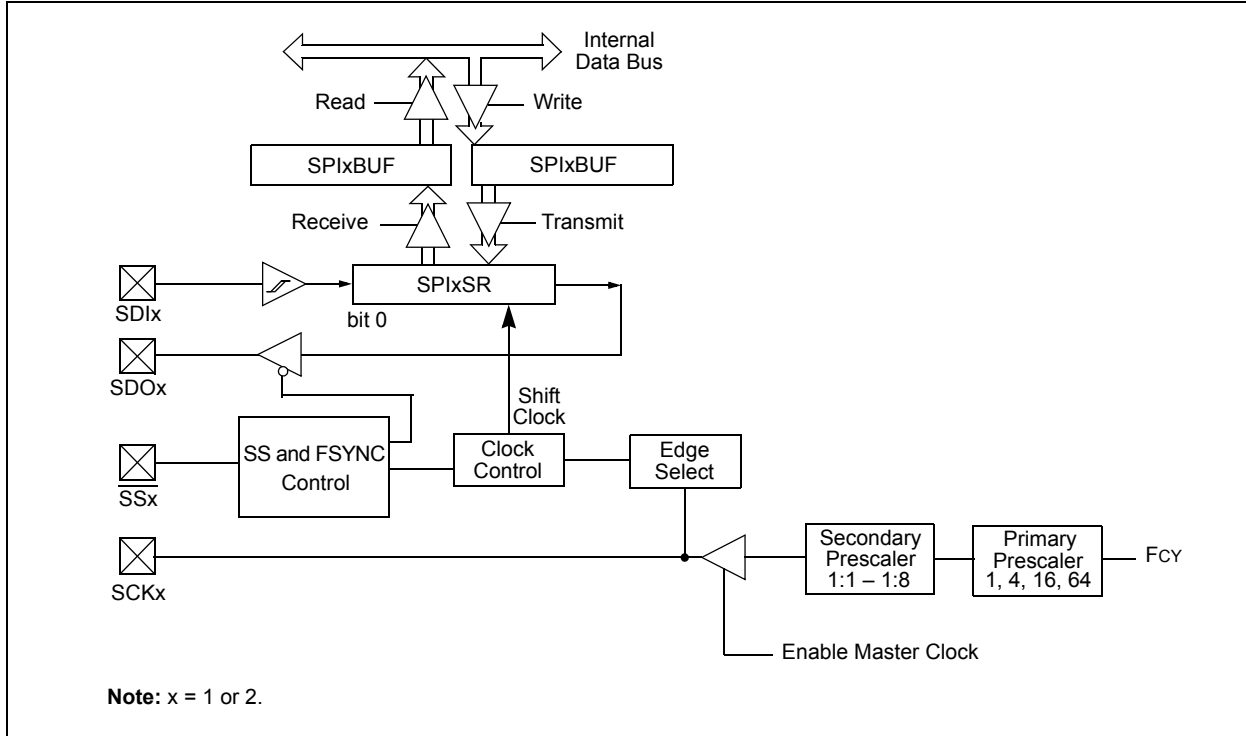 Internal
Data Bus
Read
Write
SPIxBUF
SPIxBUF
Receive
Transmit
SDIx
SPIxSR
bit 0
SDOx
Shift
Clock
SS and FSYNC
Control
Clock
Control
Edge
Select
SSx
SCKx
Secondary
Prescaler
1:1 – 1:8
Primary
Prescaler
1, 4, 16, 64
FCY
Enable Master Clock
Note: x = 1 or 2.